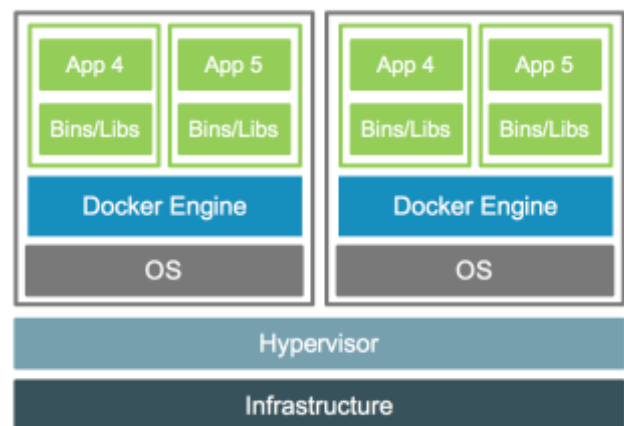 App 4 App 5 App 4 App 5
Bins/Libs Bins/Libs Bins/Libs Bins/Libs
Docker Engine Docker Engine
OS OS
Hypervisor
Infrastructure